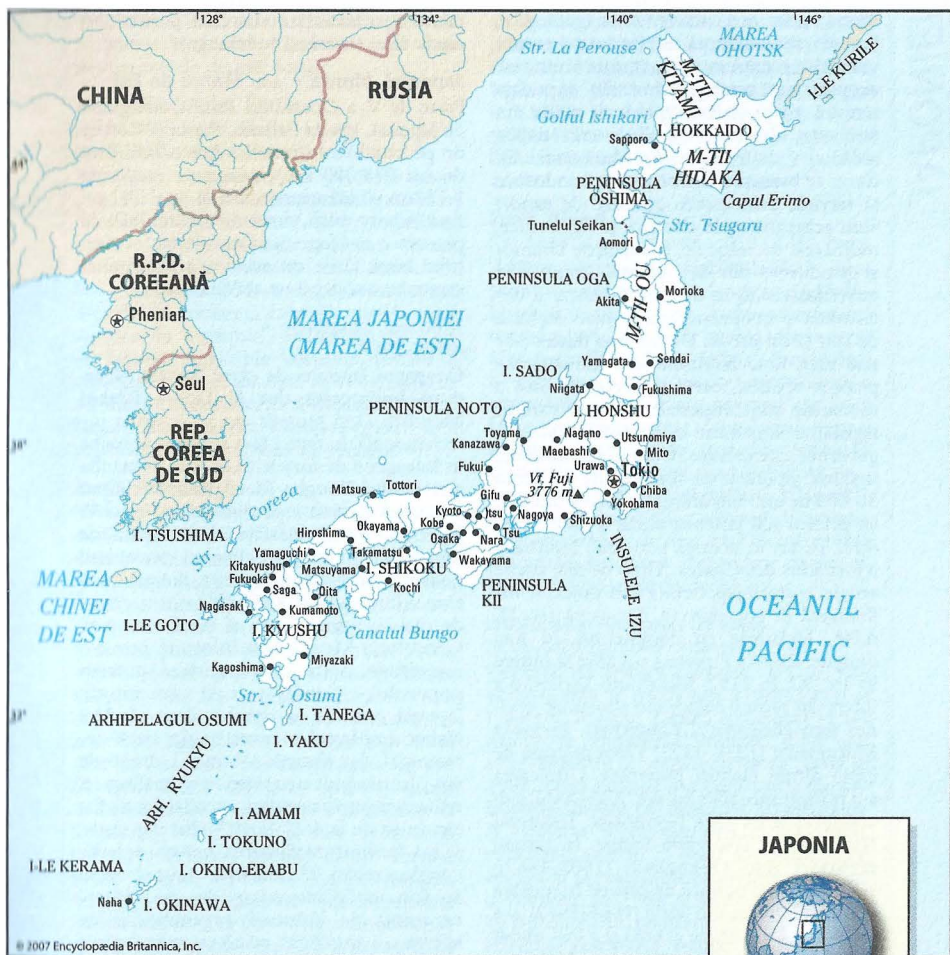 128°
134°
140°
146°
Str. La Perouse
MAREA
OHOTSK
CHINA
RUSIA
M-ȚII
KITAMI
I-LE KURILE
Golful Ishikari
I. HOKKAIDO
Sapporo
M-ȚII
HIDAKA
PENINSULA
OSHIMA
Capul Erimo
Tunelul Seikan
Str. Tsugaru
Aomori
R.P.D.
COREEANĂ
PENINSULA OGA
Phenian
Akita
M-ȚII OU
Morioka
MAREA JAPONIEI
(MAREA DE EST)
Yamagata
Sendai
I. SADO
Seul
Niigata
Fukushima
PENINSULA NOTO
I. HONSHU
REP.
COREEA
DE SUD
Toyama
Nagano
Utsunomiya
Kanazawa
Maebashi
Mito
Urawa
Tokio
Fukui
Vf. Fuji
3776 m
Chiba
Matsue
Tottori
Gifu
Yokohama
Str. Coreea
Kyoto
Itsu
Nagoya
Shizuoka
I. TSUSHIMA
Okayama
Kobe
Hiroshima
Osaka
Nara
Tsu
Yamaguchi
Takamatsu
Wakayama
INSULELE IZU
Kitakyushu
Matsuyama
I. SHIKOKU
MAREA
CHINEI
DE EST
Fukuoka
Kochi
PENINSULA
KII
Saga
Oita
OCEANUL
PACIFIC
Nagasaki
Kumamoto
I-LE GOTO
I. KYUSHU
Canalul Bungo
Kagoshima
Miyazaki
Str. Osumi
ARHIPELAGUL OSUMI
I. TANEGA
I. YAKU
ARH. RYUKYU
I. AMAMI
I. TOKUNO
JAPONIA
I-LE KERAMA
I. OKINO-ERABU
Naha
I. OKINAWA
© 2007 Encyclopædia Britannica, Inc.